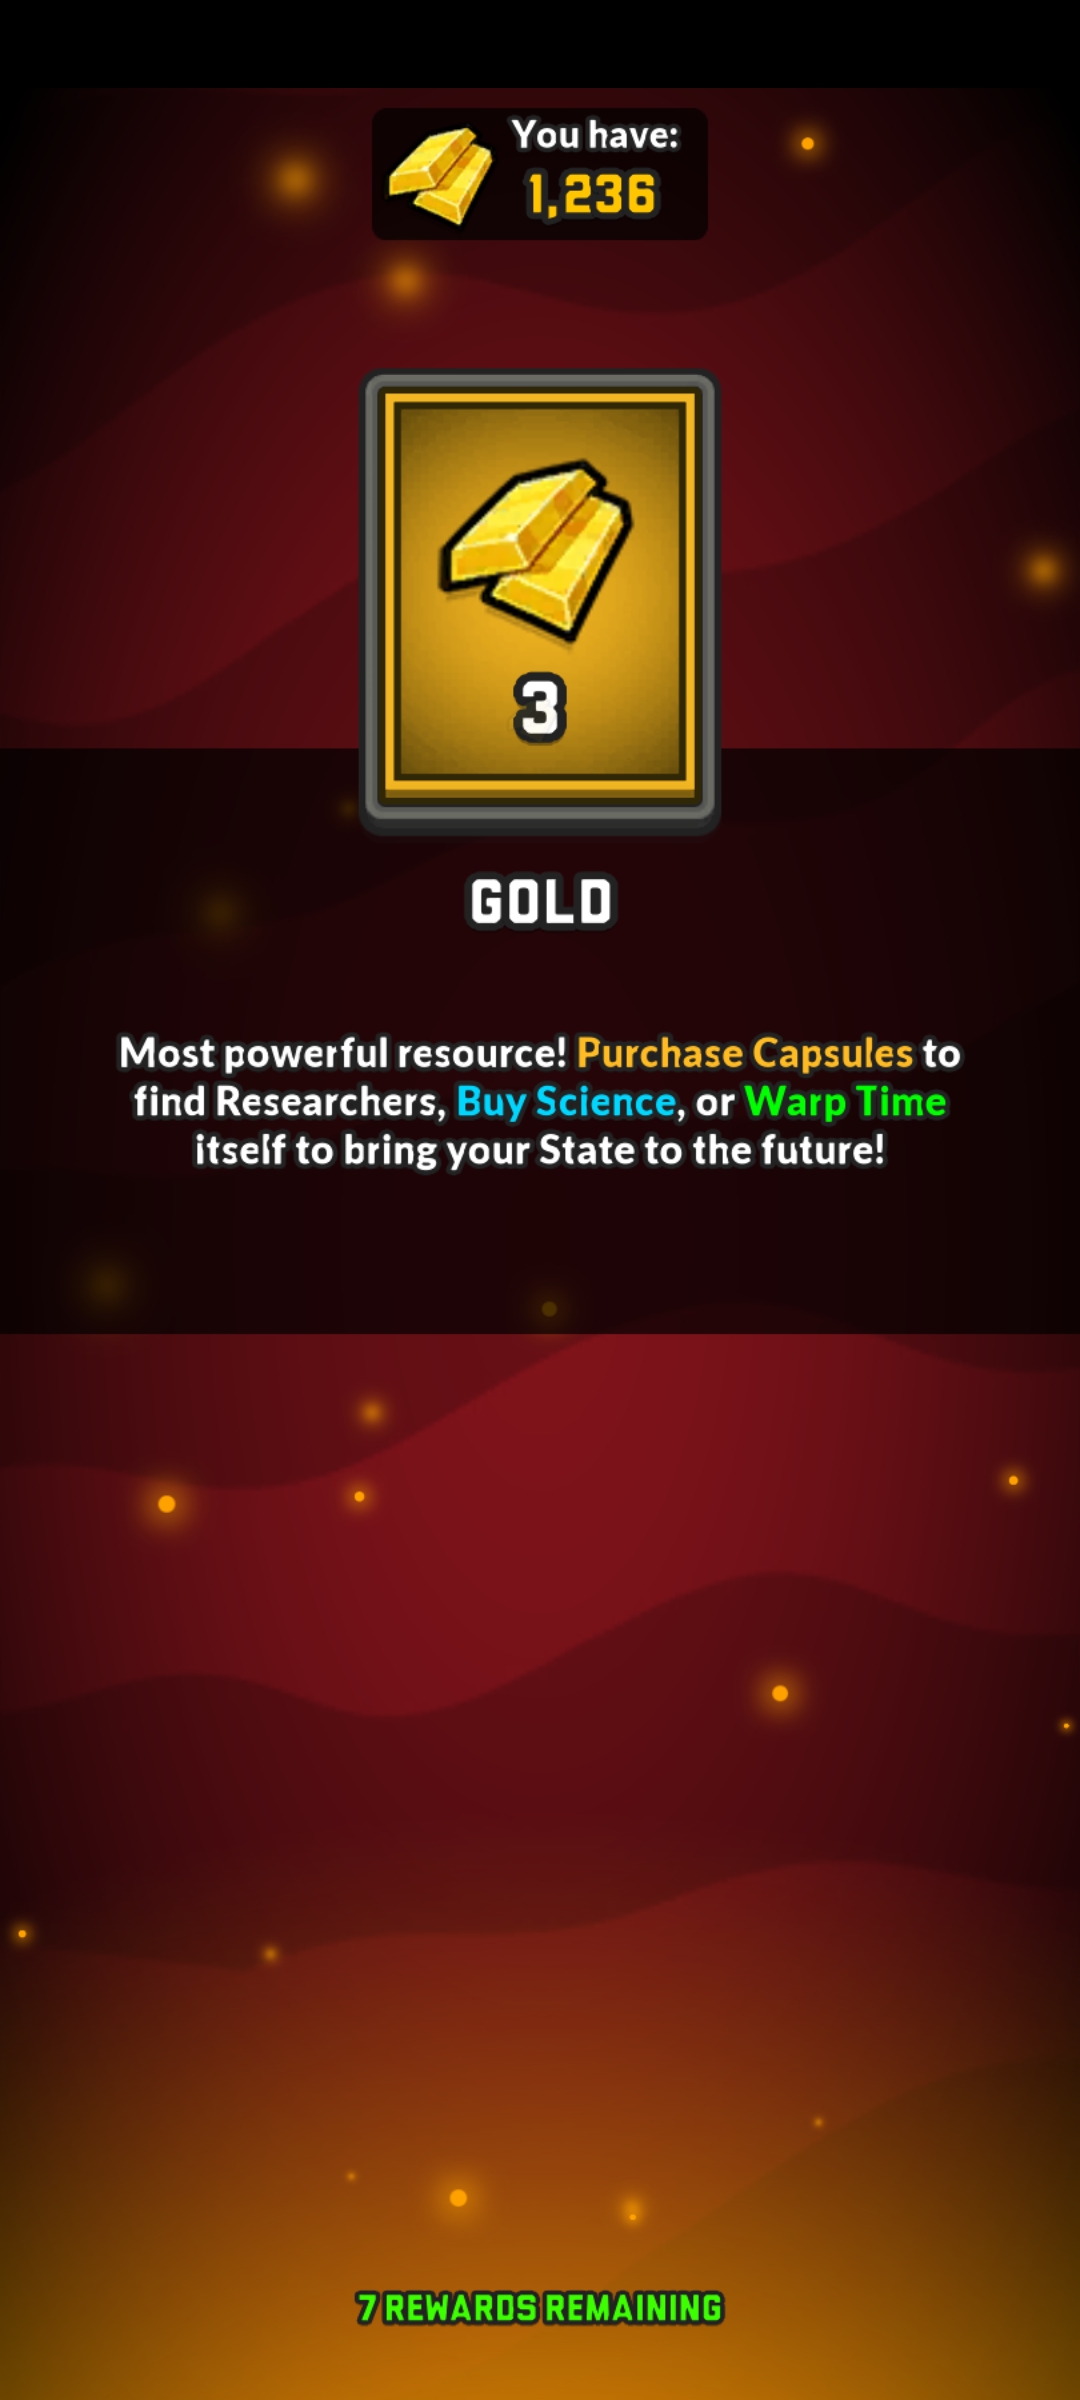 You have:
1,236
3
GOLD
Most powerful resource! Purchase Capsules to
find Researchers, Buy Science, or Warp Time
itself to bring your State to the future!
7 REWARDS REMAINING